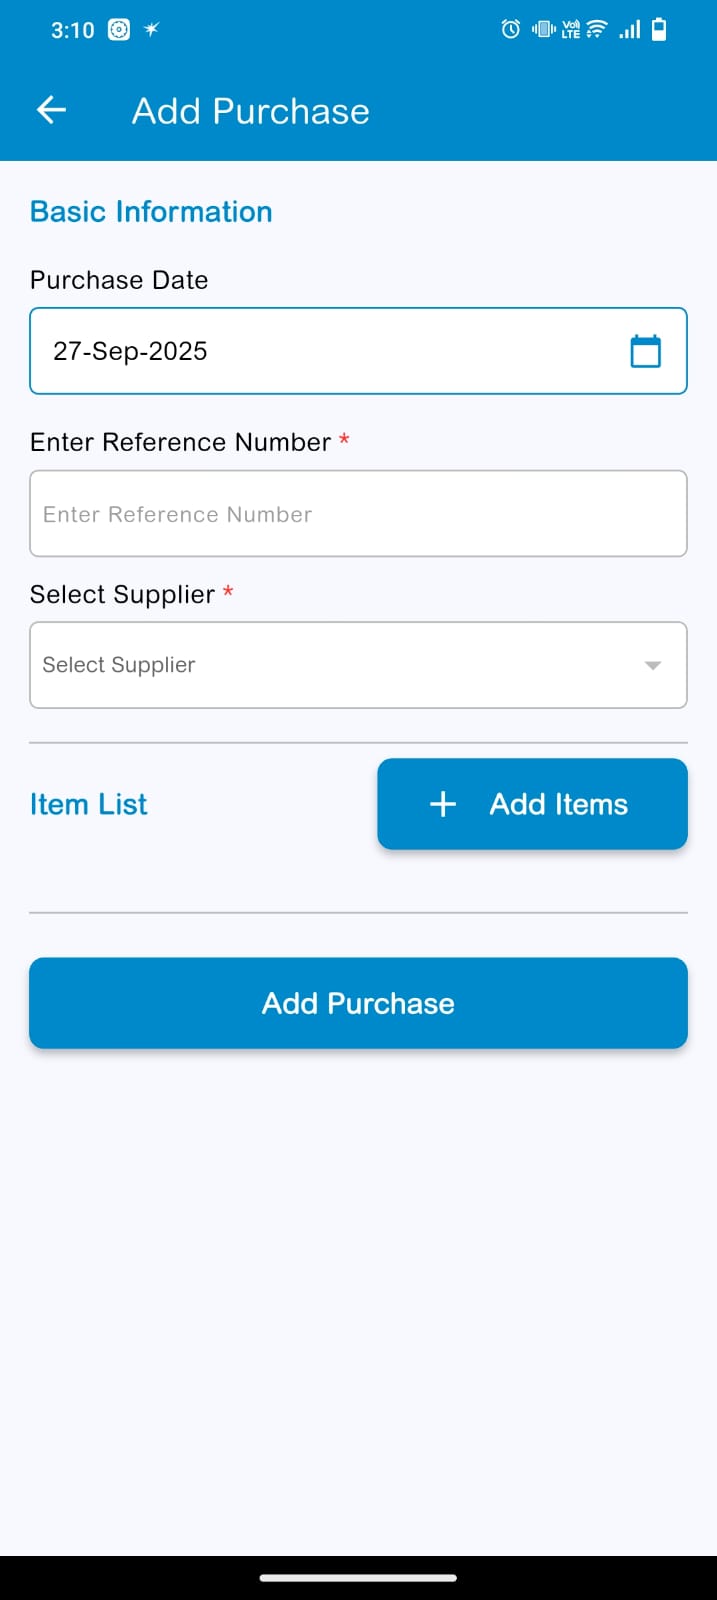 3:10
Vo) LTE
Add Purchase
Basic Information
Purchase Date
27-Sep-2025
Enter Reference Number *
Enter Reference Number
Select Supplier *
Select Supplier
Item List
+ Add Items
Add Purchase